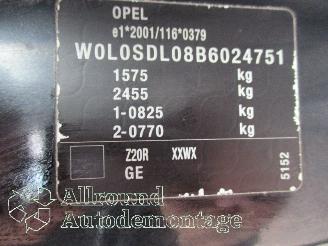 OPEL
e1*2001/116*0379
W0L0SDL08B6024751
1575 kg
2455 kg
1-0825 kg
2-0770 kg
Z20R XXWX
GE
5152
Allround
Autodemontage